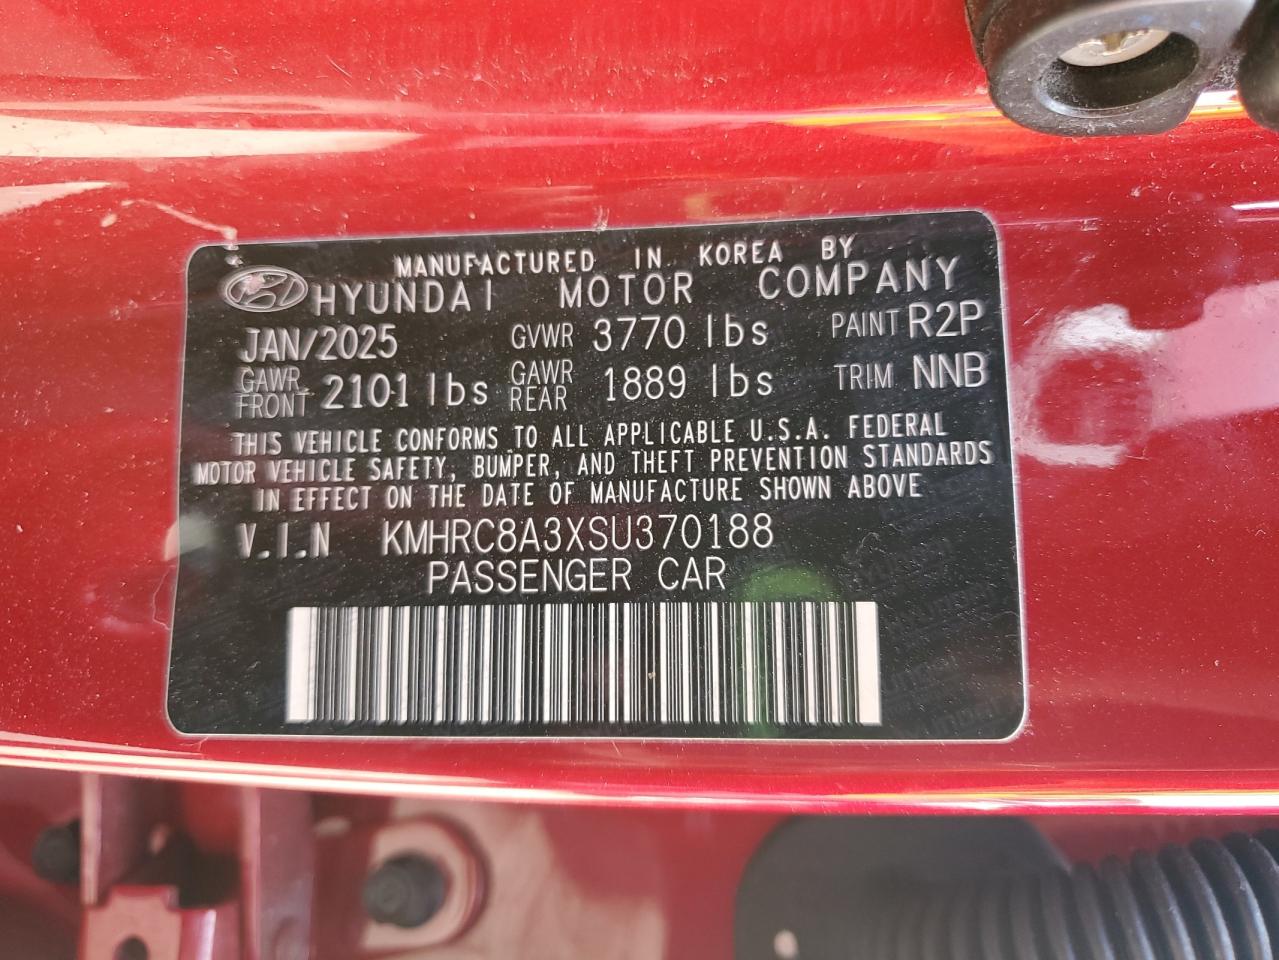 MANUFACTURED IN KOREA BY
HYUNDAI MOTOR COMPANY
JAN/2025 GVWR 3770 lbs PAINT R2P
GAWR FRONT 2101 lbs GAWR REAR 1889 lbs TRIM NNB
THIS VEHICLE CONFORMS TO ALL APPLICABLE U.S.A. FEDERAL
MOTOR VEHICLE SAFETY, BUMPER, AND THEFT PREVENTION STANDARDS
IN EFFECT ON THE DATE OF MANUFACTURE SHOWN ABOVE
V.I.N KMHRC8A3XSU370188
PASSENGER CAR